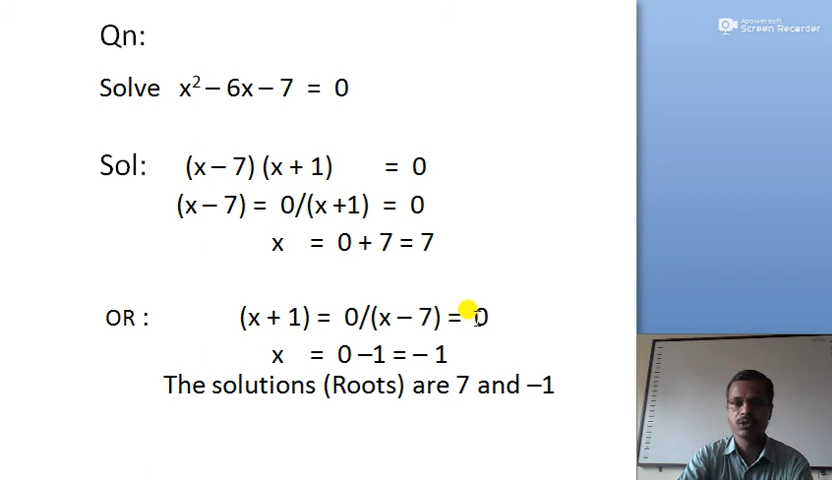 Apowersoft
Screen Recorder
Qn:
Solve x² – 6x – 7 = 0
Sol: (x – 7) (x + 1) = 0
(x – 7) = 0/(x +1) = 0
x = 0 + 7 = 7
OR : (x + 1) = 0/(x – 7) = 0
x = 0 –1 = – 1
The solutions (Roots) are 7 and –1